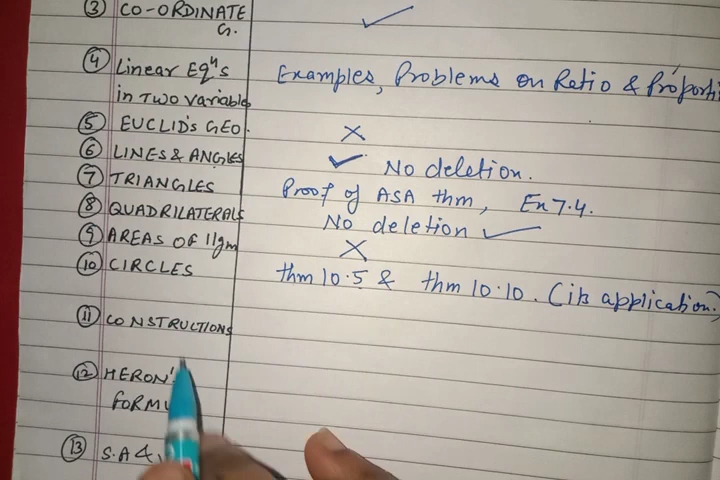 ③ CO-ORDINATE
G. ✓
④ Linear Eqⁿs
Examples, Problems on Ratio & Proporti
in Two Variable
⑤ EUCLID's GEO. ×
⑥ LINES & ANGLES ✓ No deletion.
⑦ TRIANGLES Proof of ASA thm, Ex 7.4.
⑧ QUADRILATERALS No deletion ✓
⑨ AREAS OF ||gm ×
⑩ CIRCLES thm 10.5 & thm 10.10. (its application)
⑪ CONSTRUCTIONS
⑫ HERON'
FORM
⑬ S.A &